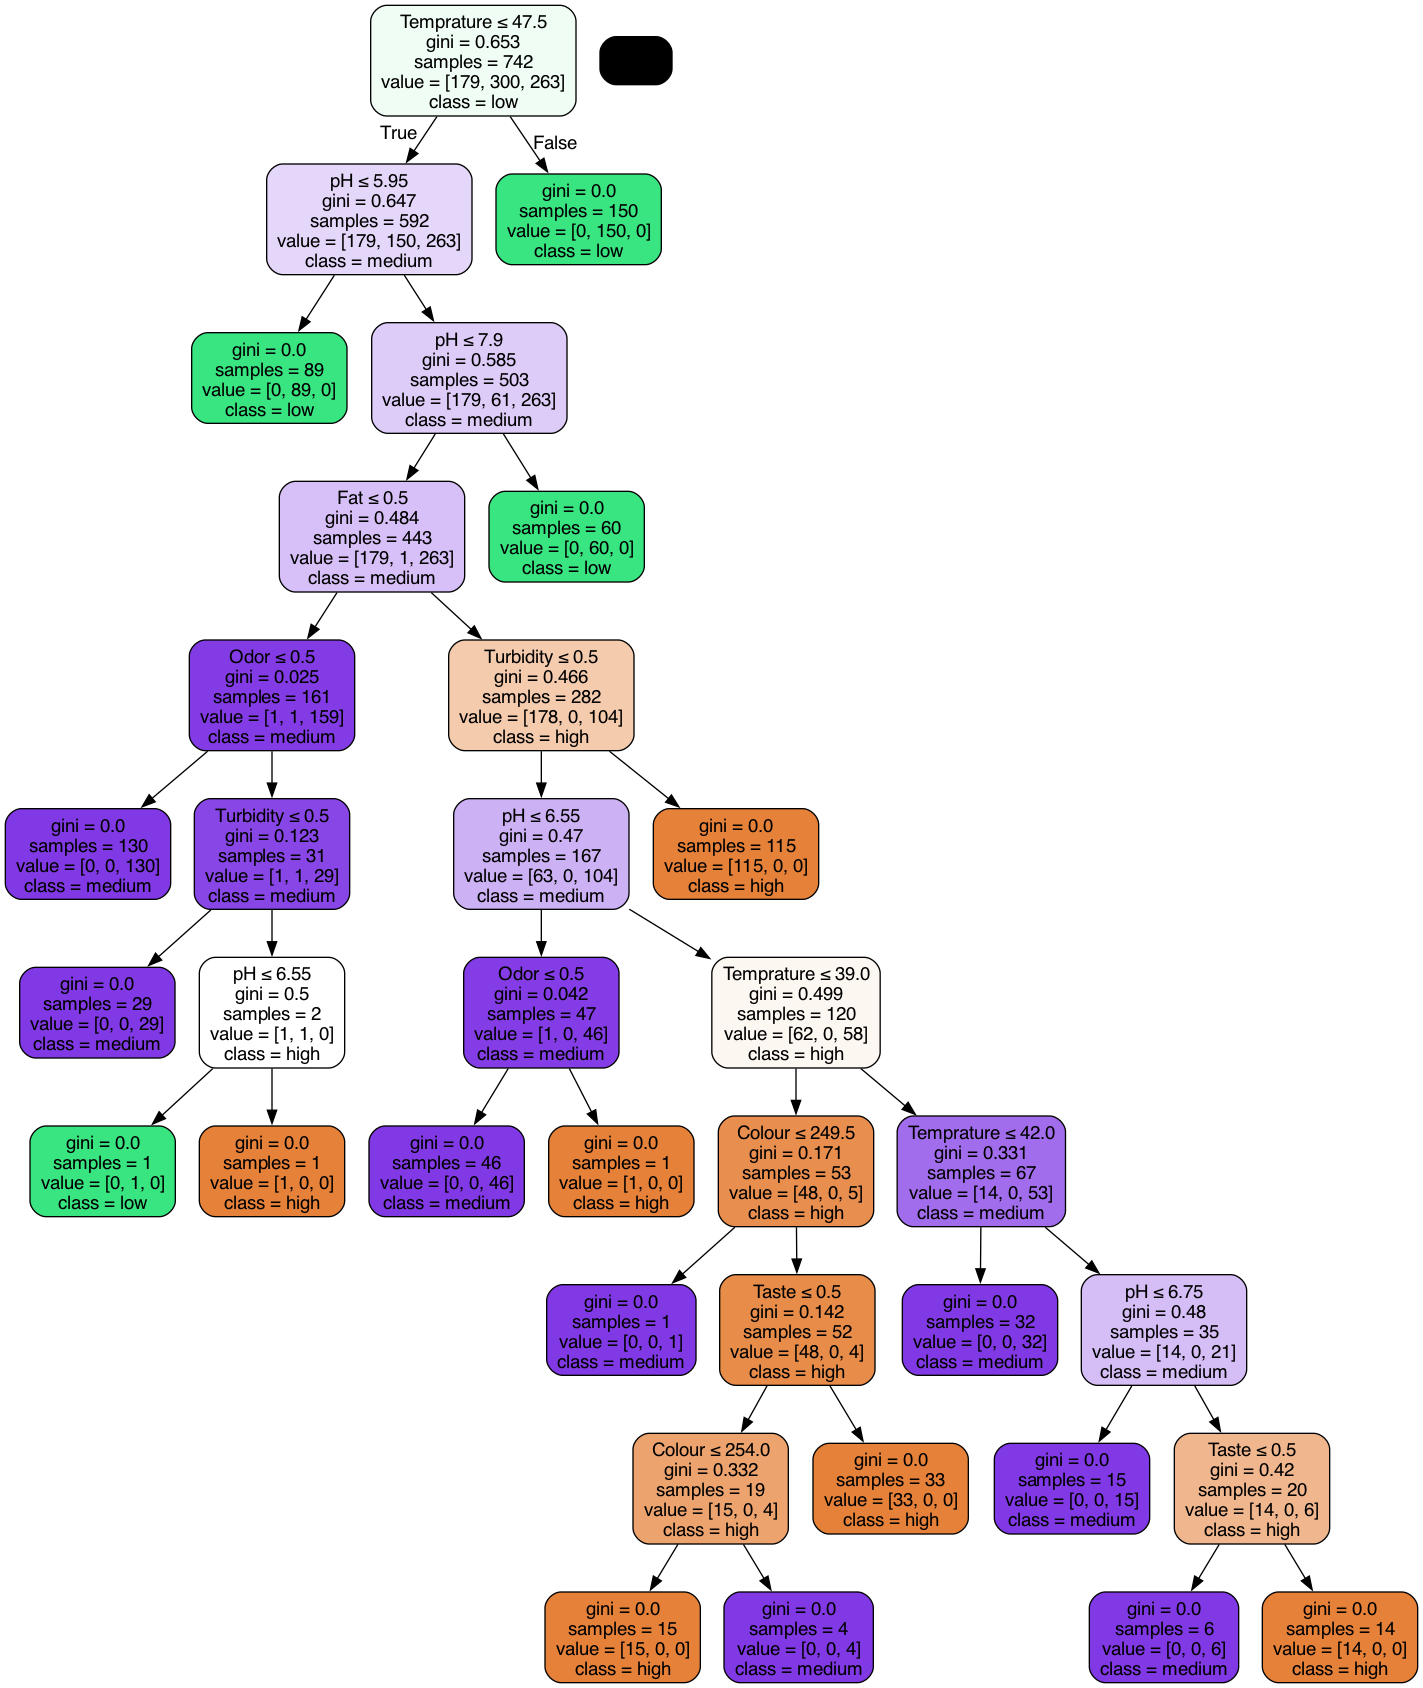 Temprature ≤ 47.5
gini = 0.653
samples = 742
value = [179, 300, 263]
class = low
True
False
pH ≤ 5.95
gini = 0.647
samples = 592
value = [179, 150, 263]
class = medium
gini = 0.0
samples = 150
value = [0, 150, 0]
class = low
gini = 0.0
samples = 89
value = [0, 89, 0]
class = low
pH ≤ 7.9
gini = 0.585
samples = 503
value = [179, 61, 263]
class = medium
Fat ≤ 0.5
gini = 0.484
samples = 443
value = [179, 1, 263]
class = medium
gini = 0.0
samples = 60
value = [0, 60, 0]
class = low
Odor ≤ 0.5
gini = 0.025
samples = 161
value = [1, 1, 159]
class = medium
Turbidity ≤ 0.5
gini = 0.466
samples = 282
value = [178, 0, 104]
class = high
gini = 0.0
samples = 130
value = [0, 0, 130]
class = medium
Turbidity ≤ 0.5
gini = 0.123
samples = 31
value = [1, 1, 29]
class = medium
pH ≤ 6.55
gini = 0.47
samples = 167
value = [63, 0, 104]
class = medium
gini = 0.0
samples = 115
value = [115, 0, 0]
class = high
gini = 0.0
samples = 29
value = [0, 0, 29]
class = medium
pH ≤ 6.55
gini = 0.5
samples = 2
value = [1, 1, 0]
class = high
Odor ≤ 0.5
gini = 0.042
samples = 47
value = [1, 0, 46]
class = medium
Temprature ≤ 39.0
gini = 0.499
samples = 120
value = [62, 0, 58]
class = high
gini = 0.0
samples = 1
value = [0, 1, 0]
class = low
gini = 0.0
samples = 1
value = [1, 0, 0]
class = high
gini = 0.0
samples = 46
value = [0, 0, 46]
class = medium
gini = 0.0
samples = 1
value = [1, 0, 0]
class = high
Colour ≤ 249.5
gini = 0.171
samples = 53
value = [48, 0, 5]
class = high
Temprature ≤ 42.0
gini = 0.331
samples = 67
value = [14, 0, 53]
class = medium
gini = 0.0
samples = 1
value = [0, 0, 1]
class = medium
Taste ≤ 0.5
gini = 0.142
samples = 52
value = [48, 0, 4]
class = high
gini = 0.0
samples = 32
value = [0, 0, 32]
class = medium
pH ≤ 6.75
gini = 0.48
samples = 35
value = [14, 0, 21]
class = medium
Colour ≤ 254.0
gini = 0.332
samples = 19
value = [15, 0, 4]
class = high
gini = 0.0
samples = 33
value = [33, 0, 0]
class = high
gini = 0.0
samples = 15
value = [0, 0, 15]
class = medium
Taste ≤ 0.5
gini = 0.42
samples = 20
value = [14, 0, 6]
class = high
gini = 0.0
samples = 15
value = [15, 0, 0]
class = high
gini = 0.0
samples = 4
value = [0, 0, 4]
class = medium
gini = 0.0
samples = 6
value = [0, 0, 6]
class = medium
gini = 0.0
samples = 14
value = [14, 0, 0]
class = high